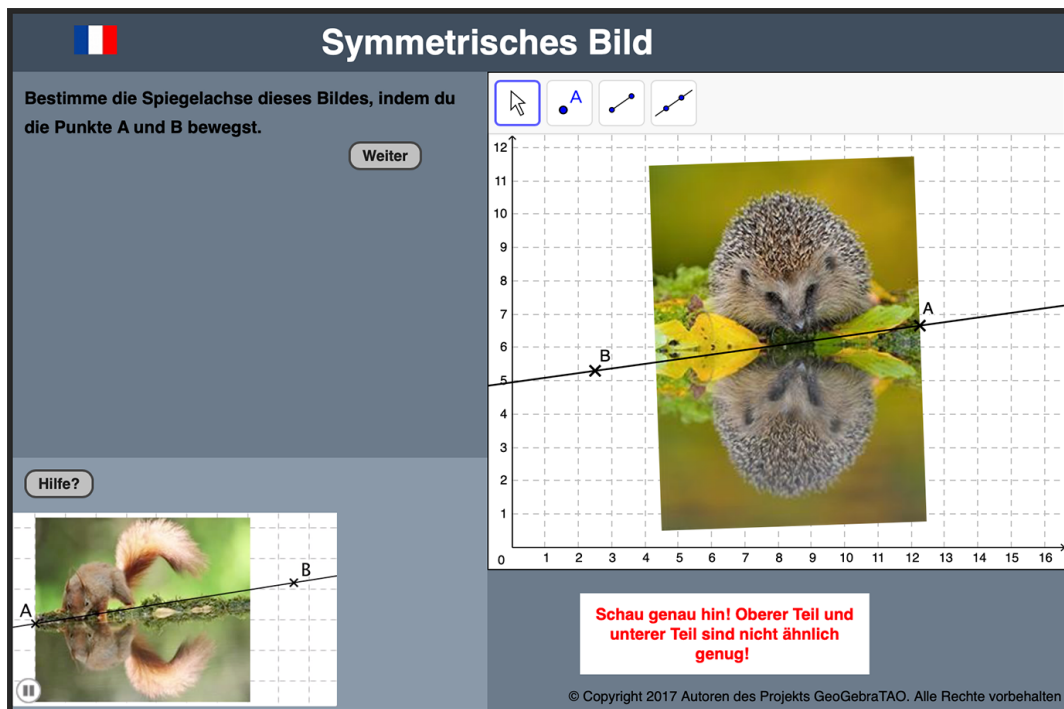 Symmetrisches Bild
Bestimme die Spiegelachse dieses Bildes, indem du
die Punkte A und B bewegst.
Weiter
A
12
11
10
9
8
7
6
5
4
3
2
1
0
1 2 3 4 5 6 7 8 9 10 11 12 13 14 15 16
A
B
Hilfe?
A
B
Schau genau hin! Oberer Teil und
unterer Teil sind nicht ähnlich
genug!
© Copyright 2017 Autoren des Projekts GeoGebraTAO. Alle Rechte vorbehalten